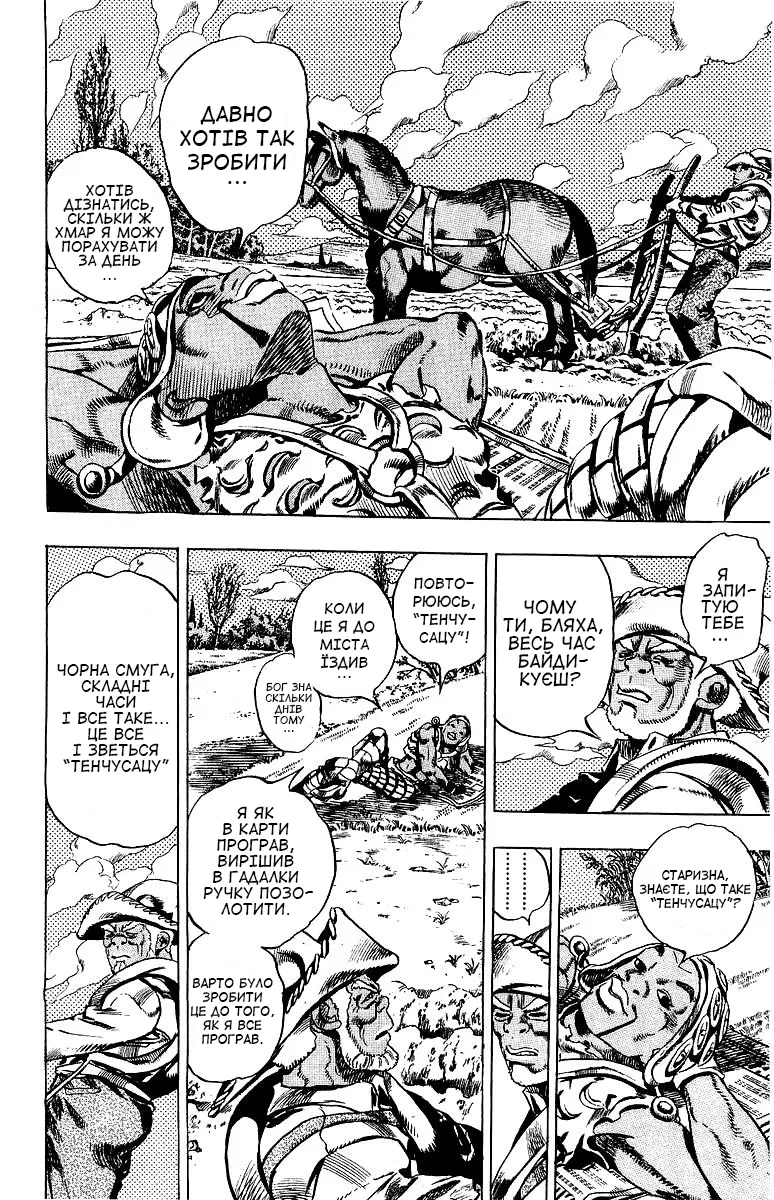 ДАВНО
ХОТІВ ТАК
ЗРОБИТИ
...
ХОТІВ
ДІЗНАТИСЬ,
СКІЛЬКИ Ж
ХМАР Я МОЖУ
ПОРАХУВАТИ
ЗА ДЕНЬ
...
Я
ЗАПИ-
ТУЮ
ТЕБЕ
...
ЧОМУ
ТИ, БЛЯХА,
ВЕСЬ ЧАС
БАЙДИ-
КУЄШ?
СТАРИЗНА,
ЗНАЄТЕ, ЩО ТАКЕ
“ТЕНЧУСАЦУ”?
ПОВТО-
РЮЮСЬ,
“ТЕНЧУ-
САЦУ”!
КОЛИ
ЦЕ Я ДО
МІСТА
ЇЗДИВ
...
БОГ ЗНА
СКІЛЬКИ
ДНІВ
ТОМУ
...
Я ЯК
В КАРТИ
ПРОГРАВ,
ВИРІШИВ
В ГАДАЛКИ
РУЧКУ ПОЗО-
ЛОТИТИ.
ВАРТО БУЛО
ЗРОБИТИ
ЦЕ ДО ТОГО,
ЯК Я ВСЕ
ПРОГРАВ.
ЧОРНА СМУГА,
СКЛАДНІ
ЧАСИ
І ВСЕ ТАКЕ...
ЦЕ ВСЕ
І ЗВЕТЬСЯ
“ТЕНЧУСАЦУ”